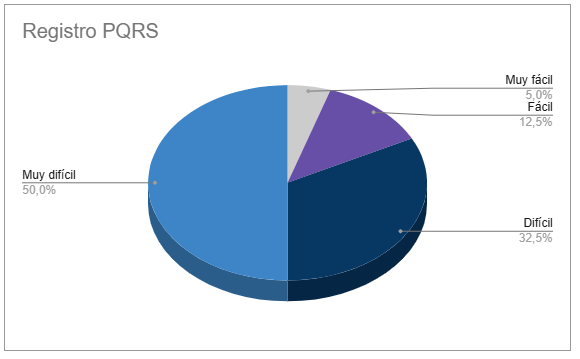 Registro PQRS
Muy fácil
5,0%
Fácil
12,5%
Muy difícil
50,0%
Difícil
32,5%